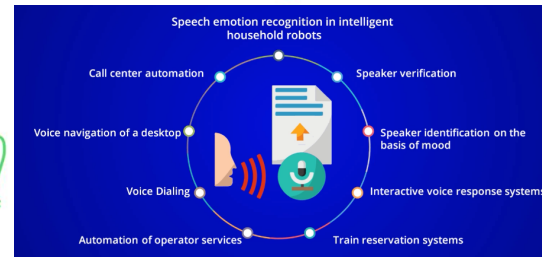 Speech emotion recognition in intelligent
household robots
Call center automation
Speaker verification
Voice navigation of a desktop
Speaker identification on the
basis of mood
Voice Dialing
Interactive voice response systems
Automation of operator services
Train reservation systems